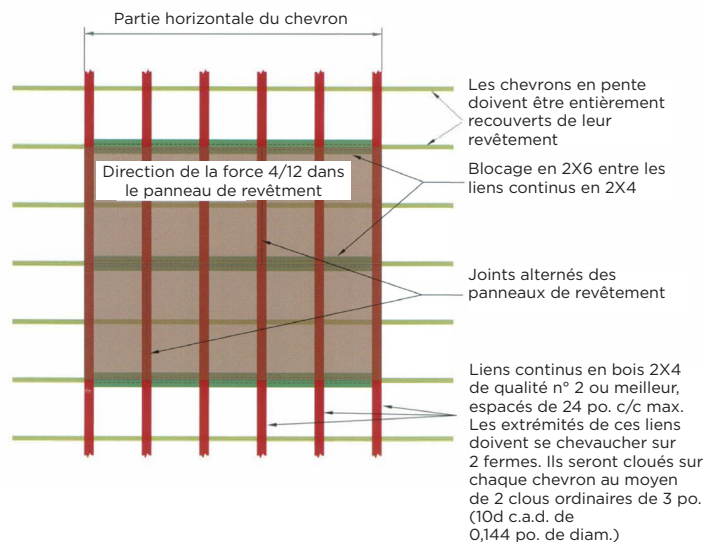 Partie horizontale du chevron
Les chevrons en pente
doivent être entièrement
recouverts de leur
revêtement
Direction de la force 4/12 dans
le panneau de revêtment
Blocage en 2X6 entre les
liens continus en 2X4
Joints alternés des
panneaux de revêtement
Liens continus en bois 2X4
de qualité n° 2 ou meilleur,
espacés de 24 po. c/c max.
Les extrémités de ces liens
doivent se chevaucher sur
2 fermes. Ils seront cloués sur
chaque chevron au moyen
de 2 clous ordinaires de 3 po.
(10d c.a.d. de
0,144 po. de diam.)